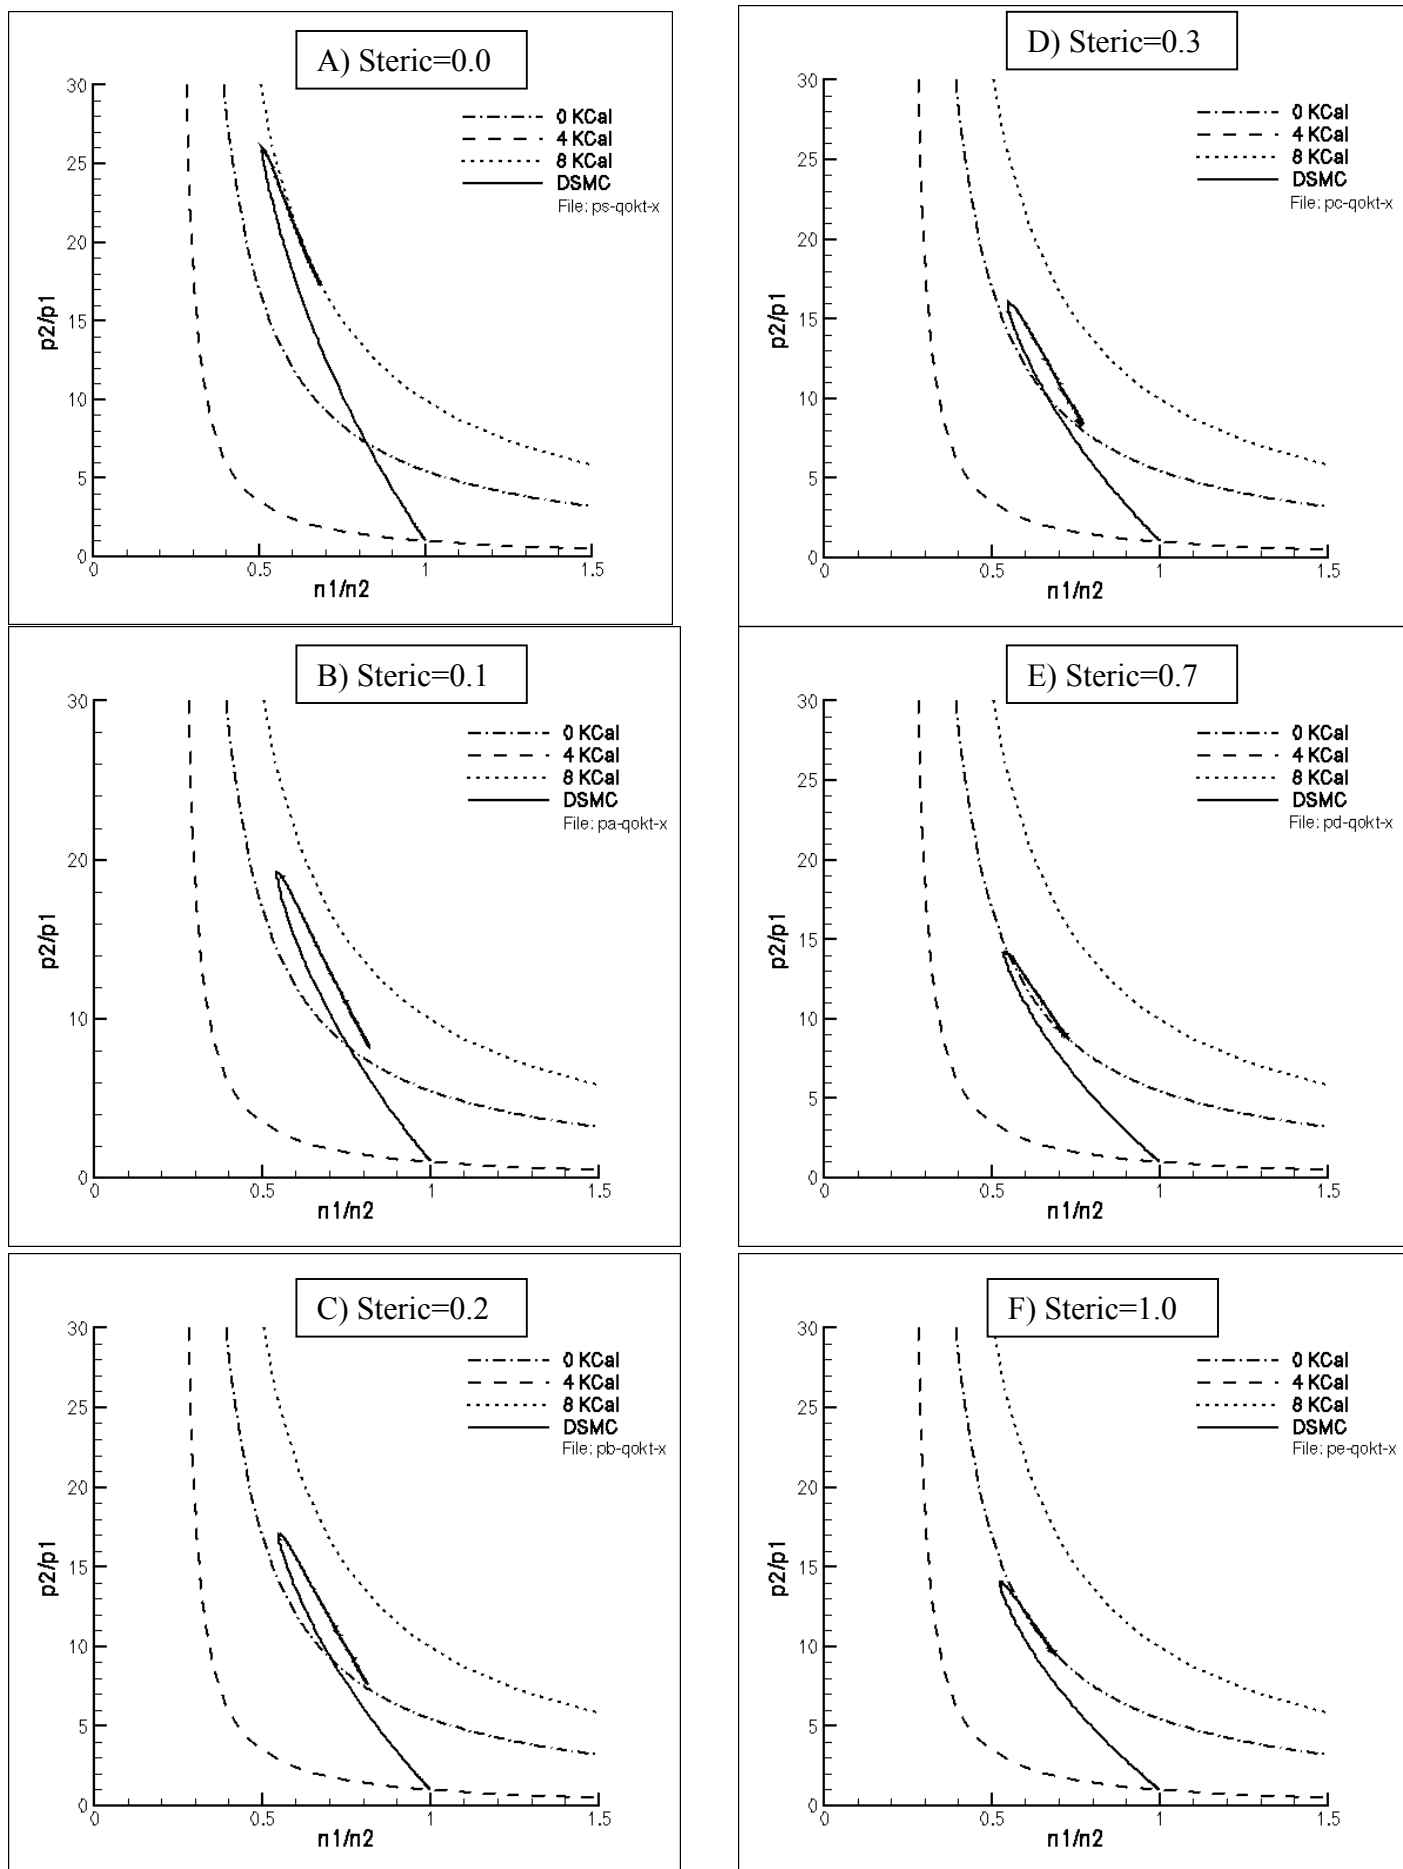 A) Steric=0.0
0 KCal
4 KCal
8 KCal
DSMC
File: ps-qokt-x
30
25
20
15
10
5
0
p2/p1
0
0.5
1
1.5
n1/n2
D) Steric=0.3
0 KCal
4 KCal
8 KCal
DSMC
File: pc-qokt-x
30
25
20
15
10
5
0
p2/p1
0
0.5
1
1.5
n1/n2
B) Steric=0.1
0 KCal
4 KCal
8 KCal
DSMC
File: pa-qokt-x
30
25
20
15
10
5
0
p2/p1
0
0.5
1
1.5
n1/n2
E) Steric=0.7
0 KCal
4 KCal
8 KCal
DSMC
File: pd-qokt-x
30
25
20
15
10
5
0
p2/p1
0
0.5
1
1.5
n1/n2
C) Steric=0.2
0 KCal
4 KCal
8 KCal
DSMC
File: pb-qokt-x
30
25
20
15
10
5
0
p2/p1
0
0.5
1
1.5
n1/n2
F) Steric=1.0
0 KCal
4 KCal
8 KCal
DSMC
File: pe-qokt-x
30
25
20
15
10
5
0
p2/p1
0
0.5
1
1.5
n1/n2